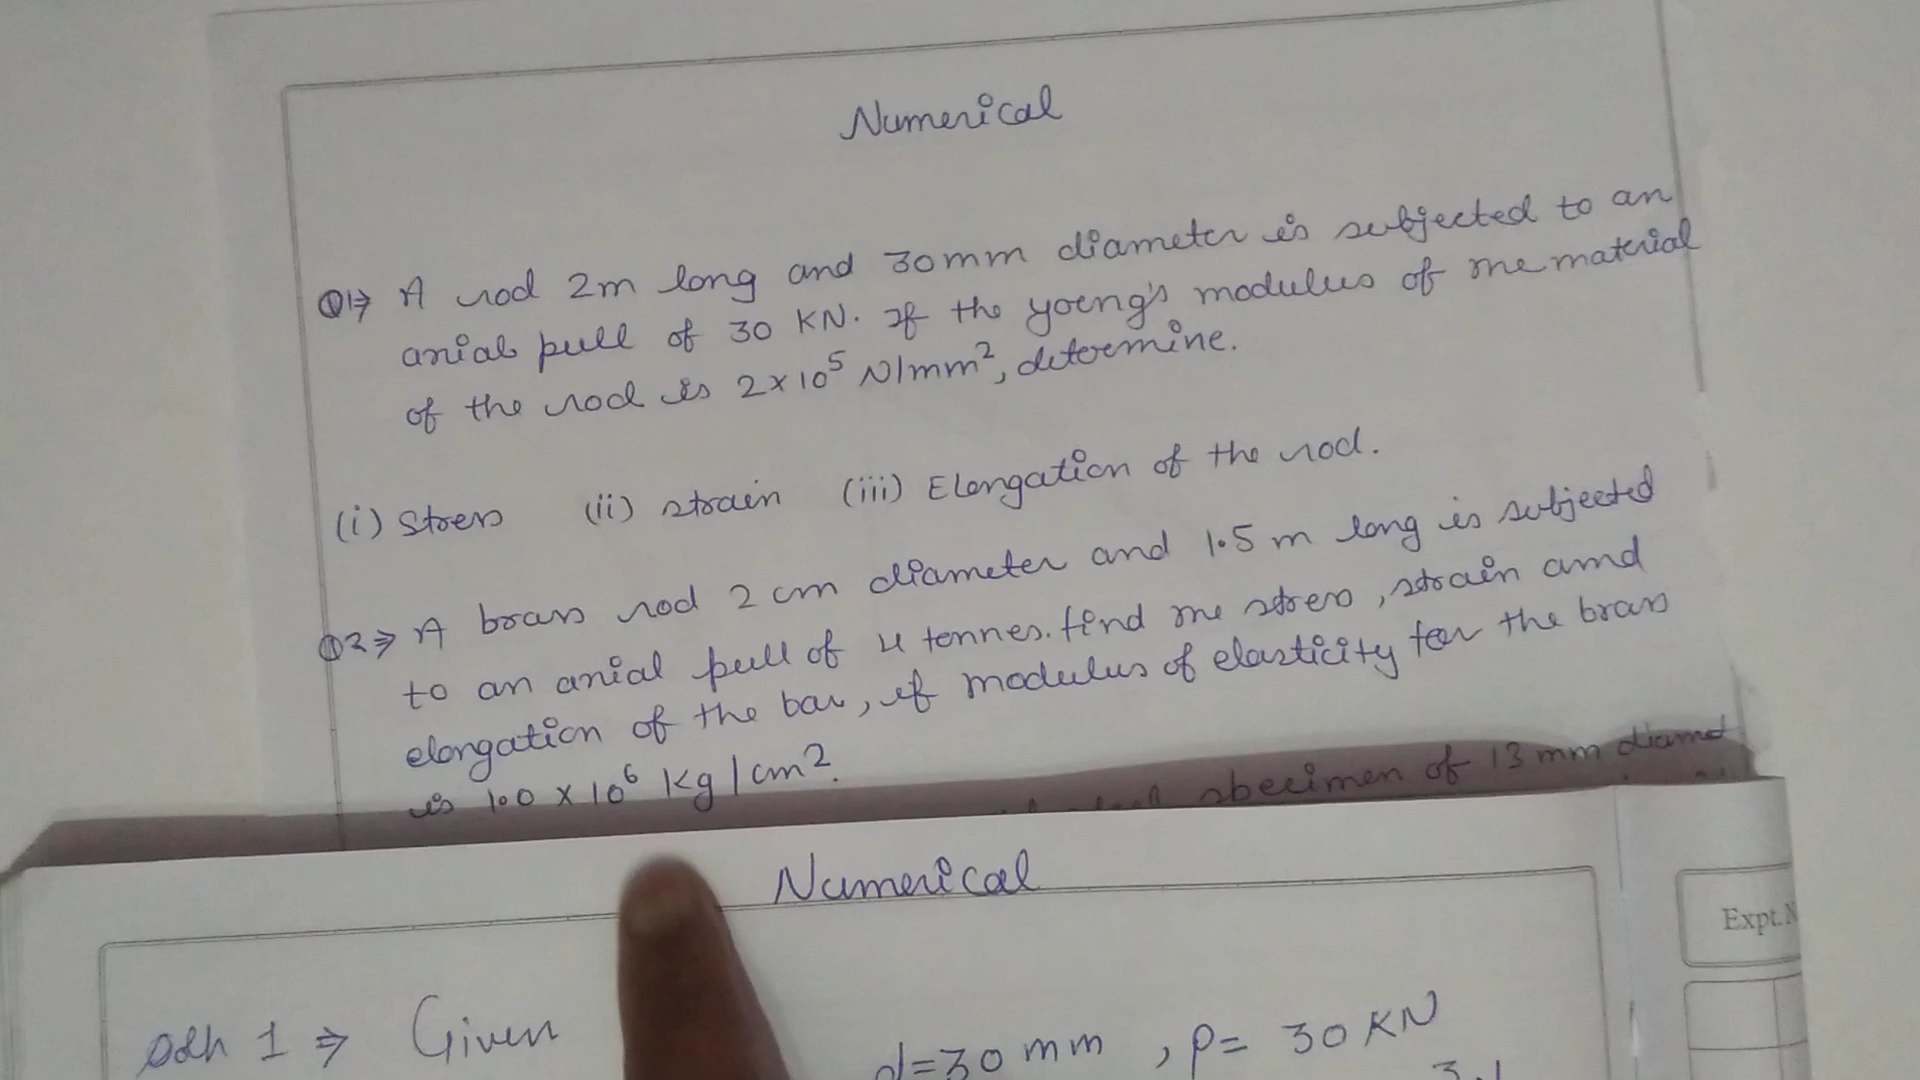 Numerical
Q1⇒ A rod 2m long and 30mm diameter is subjected to an
axial pull of 30 KN. If the young's modulus of the material
of the rod is 2×10⁵ N/mm², determine.
(i) Stress (ii) strain (iii) Elongation of the rod.
Q2⇒ A brass rod 2 cm diameter and 1.5 m long is subjected
to an axial pull of 4 tonnes. find the stress, strain and
elongation of the bar, if modulus of elasticity for the brass
is 1.0 × 10⁶ kg/cm².
specimen of 13 mm diamet
Numerical
Expt.N
Soln 1 ⇒ Given
d=30 mm , P= 30 KN